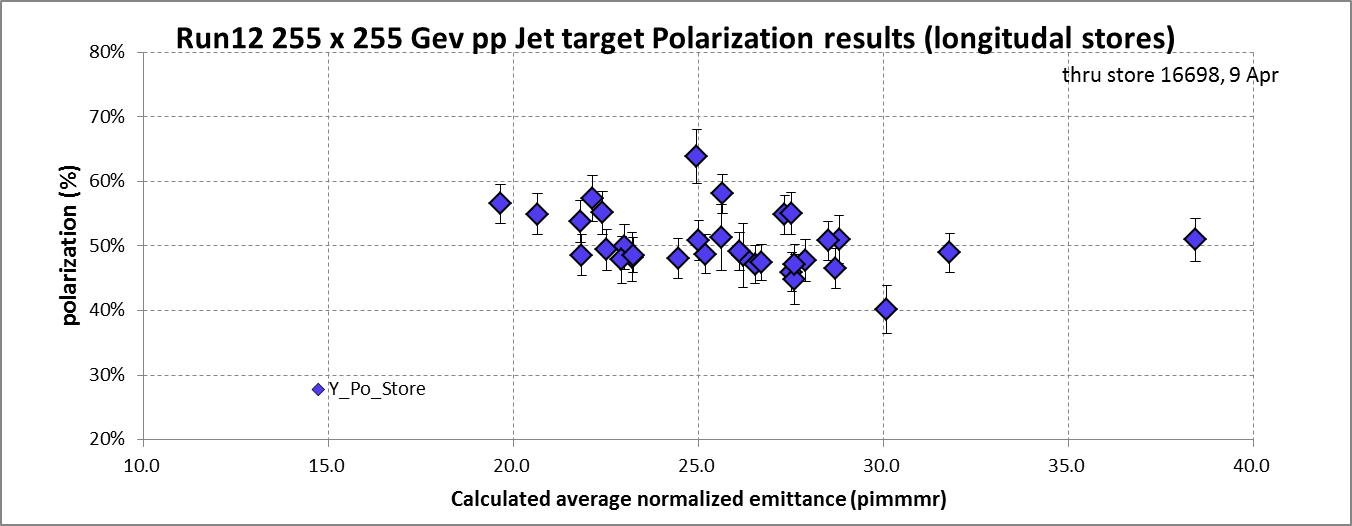 Run12 255 x 255 Gev pp Jet target Polarization results (longitudal stores)
thru store 16698, 9 Apr
80%
70%
60%
50%
40%
30%
20%
polarization (%)
Y_Po_Store
10.0 15.0 20.0 25.0 30.0 35.0 40.0
Calculated average normalized emittance (pimmmr)